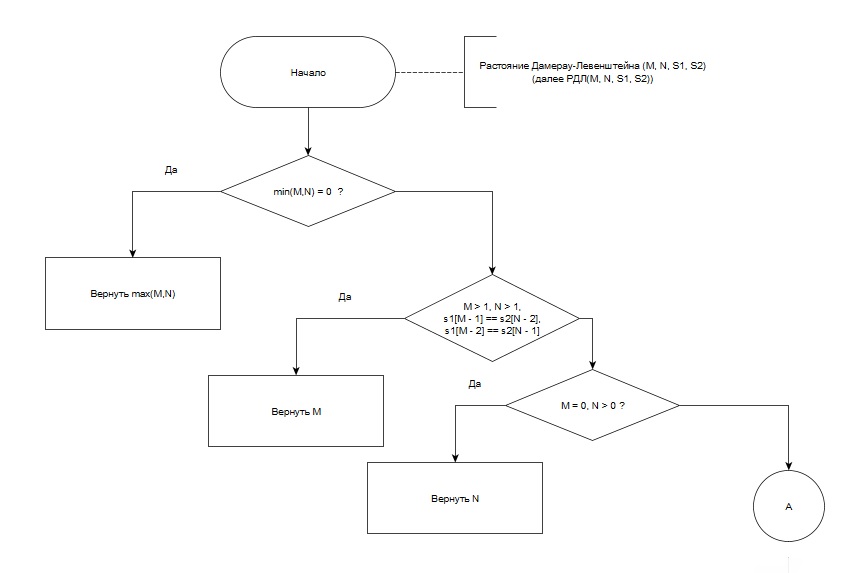 Начало
Растояние Дамерау-Левенштейна (M, N, S1, S2)
(далее РДЛ(M, N, S1, S2))
Да
min(M,N) = 0 ?
Вернуть max(M,N)
Да
M > 1, N > 1,
s1[M - 1] == s2[N - 2],
s1[M - 2] == s2[N - 1]
Вернуть M
Да
M = 0, N > 0 ?
Вернуть N
A